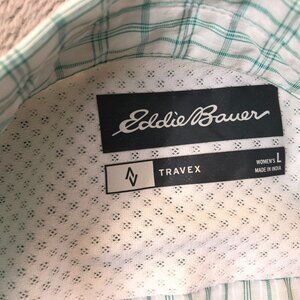 Eddie Bauer
TRAVEX
WOMEN'S L
MADE IN INDIA